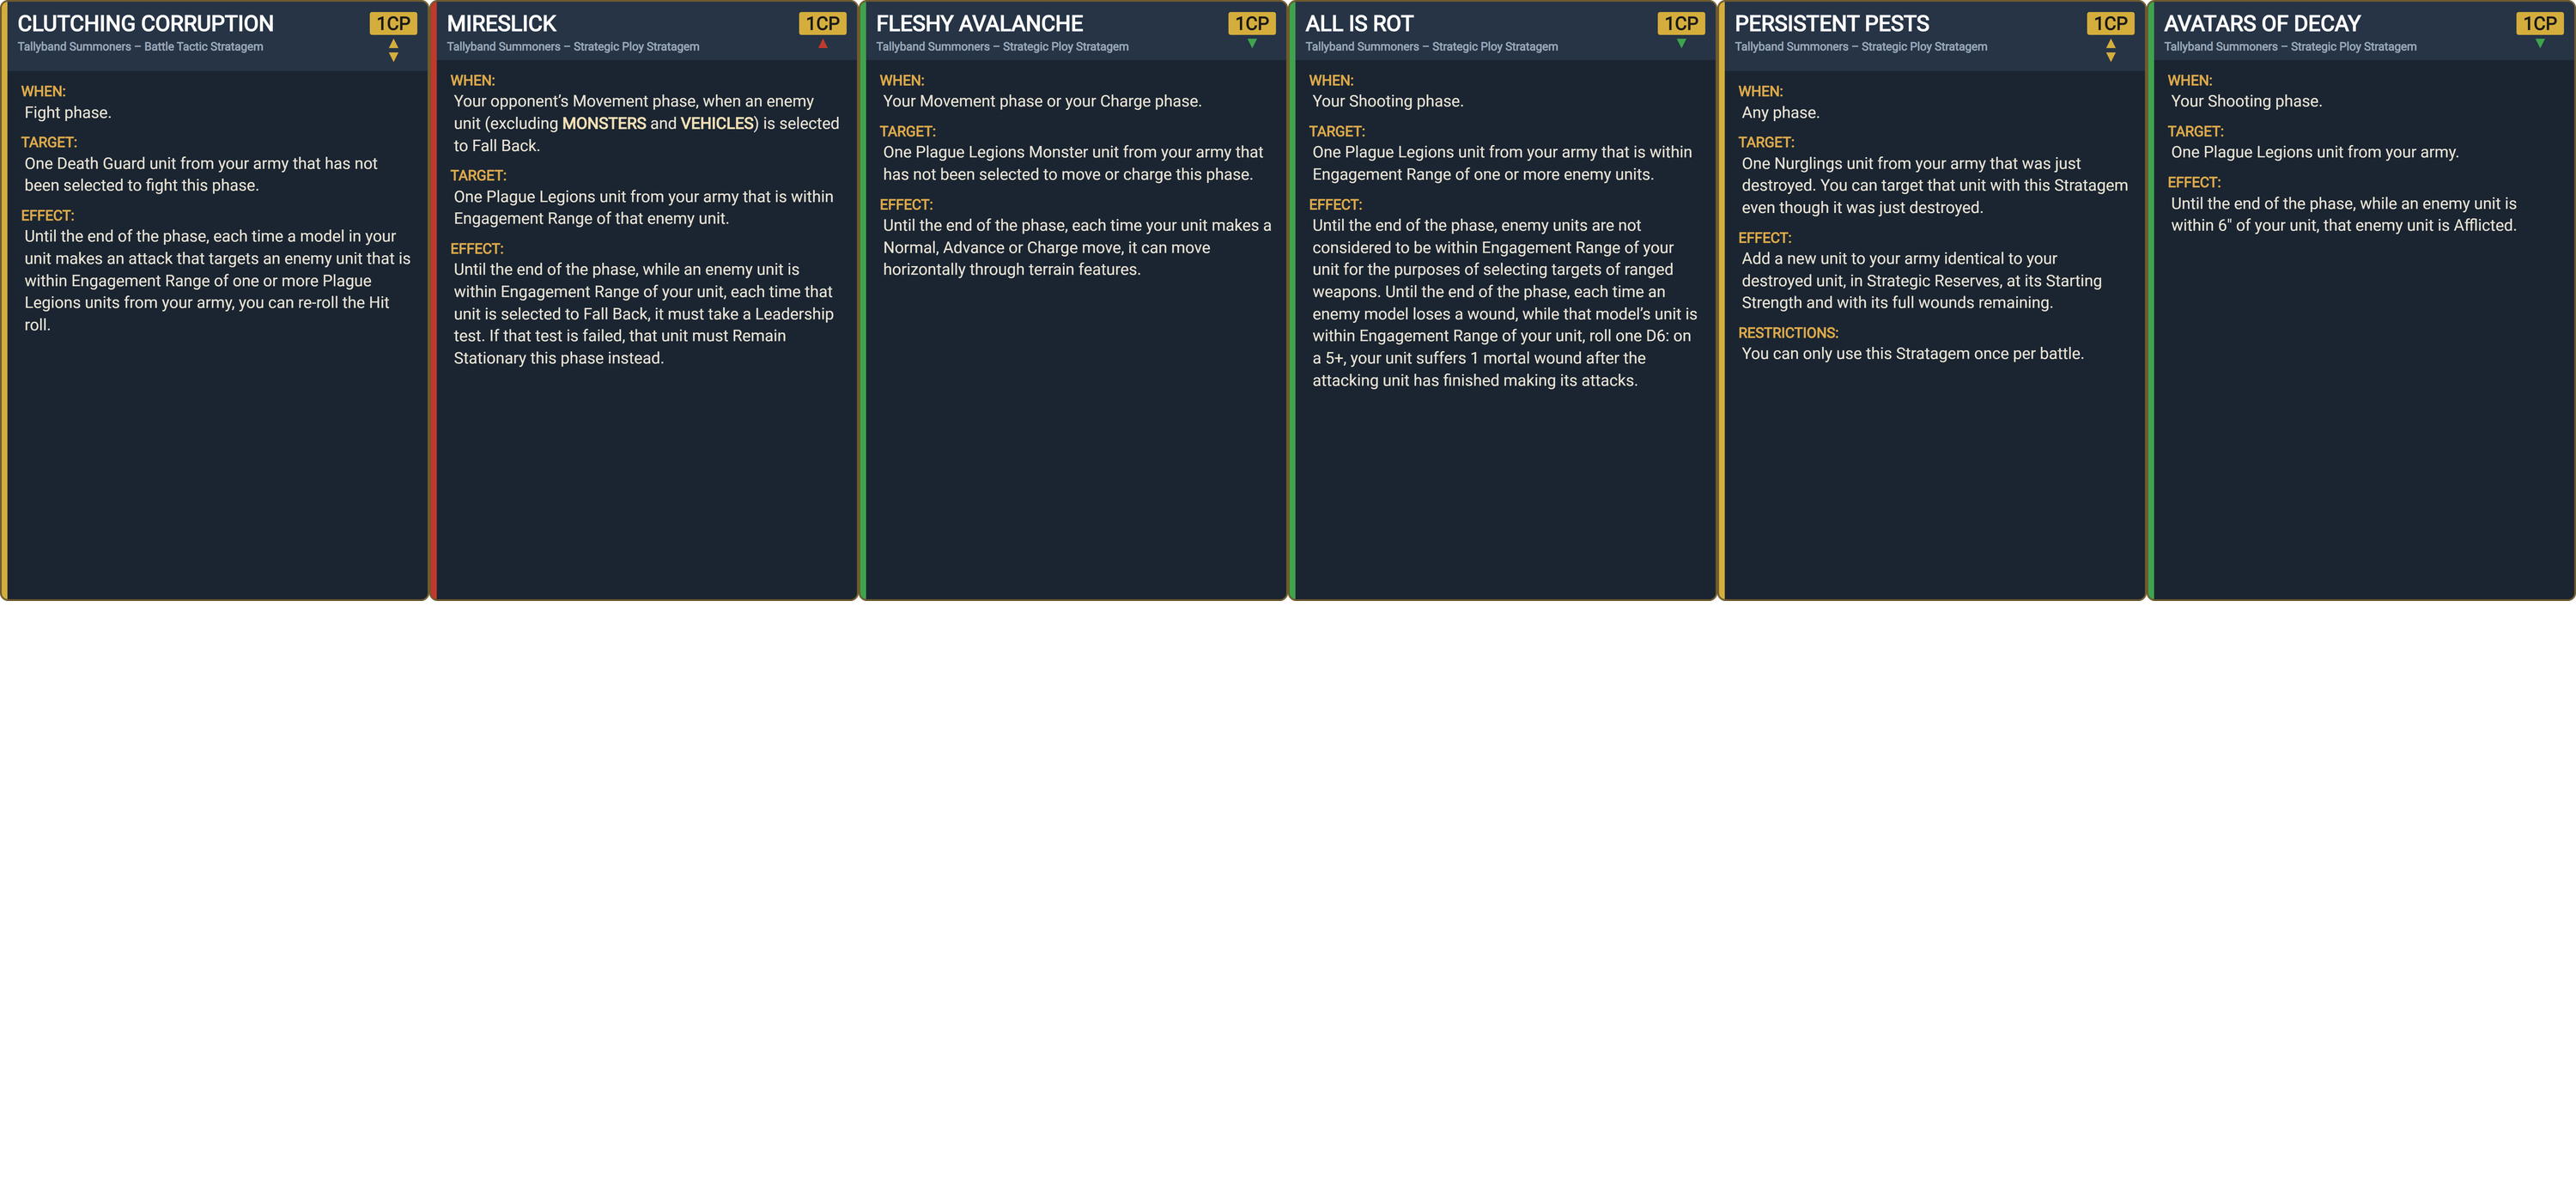 CLUTCHING CORRUPTION
1CP
Tallyband Summoners – Battle Tactic Stratagem
WHEN:
Fight phase.
TARGET:
One Death Guard unit from your army that has not
been selected to fight this phase.
EFFECT:
Until the end of the phase, each time a model in your
unit makes an attack that targets an enemy unit that is
within Engagement Range of one or more Plague
Legions units from your army, you can re-roll the Hit
roll.
MIRESLICK
1CP
Tallyband Summoners – Strategic Ploy Stratagem
WHEN:
Your opponent’s Movement phase, when an enemy
unit (excluding MONSTERS and VEHICLES) is selected
to Fall Back.
TARGET:
One Plague Legions unit from your army that is within
Engagement Range of that enemy unit.
EFFECT:
Until the end of the phase, while an enemy unit is
within Engagement Range of your unit, each time that
unit is selected to Fall Back, it must take a Leadership
test. If that test is failed, that unit must Remain
Stationary this phase instead.
FLESHY AVALANCHE
1CP
Tallyband Summoners – Strategic Ploy Stratagem
WHEN:
Your Movement phase or your Charge phase.
TARGET:
One Plague Legions Monster unit from your army that
has not been selected to move or charge this phase.
EFFECT:
Until the end of the phase, each time your unit makes a
Normal, Advance or Charge move, it can move
horizontally through terrain features.
ALL IS ROT
1CP
Tallyband Summoners – Strategic Ploy Stratagem
WHEN:
Your Shooting phase.
TARGET:
One Plague Legions unit from your army that is within
Engagement Range of one or more enemy units.
EFFECT:
Until the end of the phase, enemy units are not
considered to be within Engagement Range of your
unit for the purposes of selecting targets of ranged
weapons. Until the end of the phase, each time an
enemy model loses a wound, while that model’s unit is
within Engagement Range of your unit, roll one D6: on
a 5+, your unit suffers 1 mortal wound after the
attacking unit has finished making its attacks.
PERSISTENT PESTS
1CP
Tallyband Summoners – Strategic Ploy Stratagem
WHEN:
Any phase.
TARGET:
One Nurglings unit from your army that was just
destroyed. You can target that unit with this Stratagem
even though it was just destroyed.
EFFECT:
Add a new unit to your army identical to your
destroyed unit, in Strategic Reserves, at its Starting
Strength and with its full wounds remaining.
RESTRICTIONS:
You can only use this Stratagem once per battle.
AVATARS OF DECAY
1CP
Tallyband Summoners – Strategic Ploy Stratagem
WHEN:
Your Shooting phase.
TARGET:
One Plague Legions unit from your army.
EFFECT:
Until the end of the phase, while an enemy unit is
within 6" of your unit, that enemy unit is Afflicted.